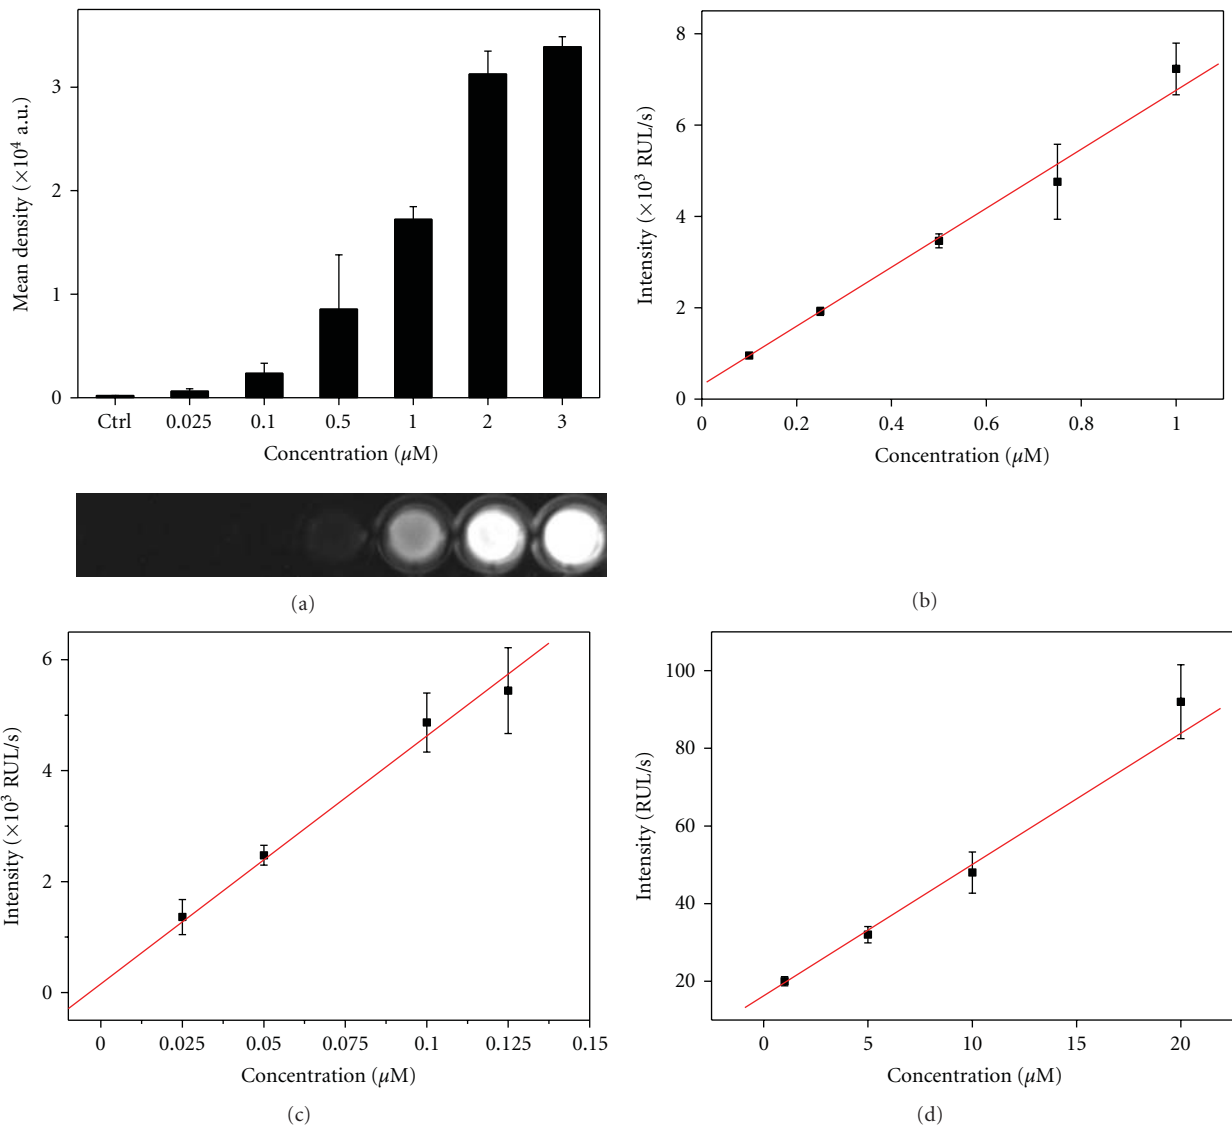 3
2
1
0
Mean density (×10⁴ a.u.)
Ctrl 0.025 0.1 0.5 1 2 3
Concentration (μM)
(a)
8
6
4
2
0
Intensity (×10³ RUL/s)
0 0.2 0.4 0.6 0.8 1
Concentration (μM)
(b)
6
4
2
0
Intensity (×10³ RUL/s)
0 0.025 0.05 0.075 0.1 0.125 0.15
Concentration (μM)
(c)
100
80
60
40
20
Intensity (RUL/s)
0 5 10 15 20
Concentration (μM)
(d)